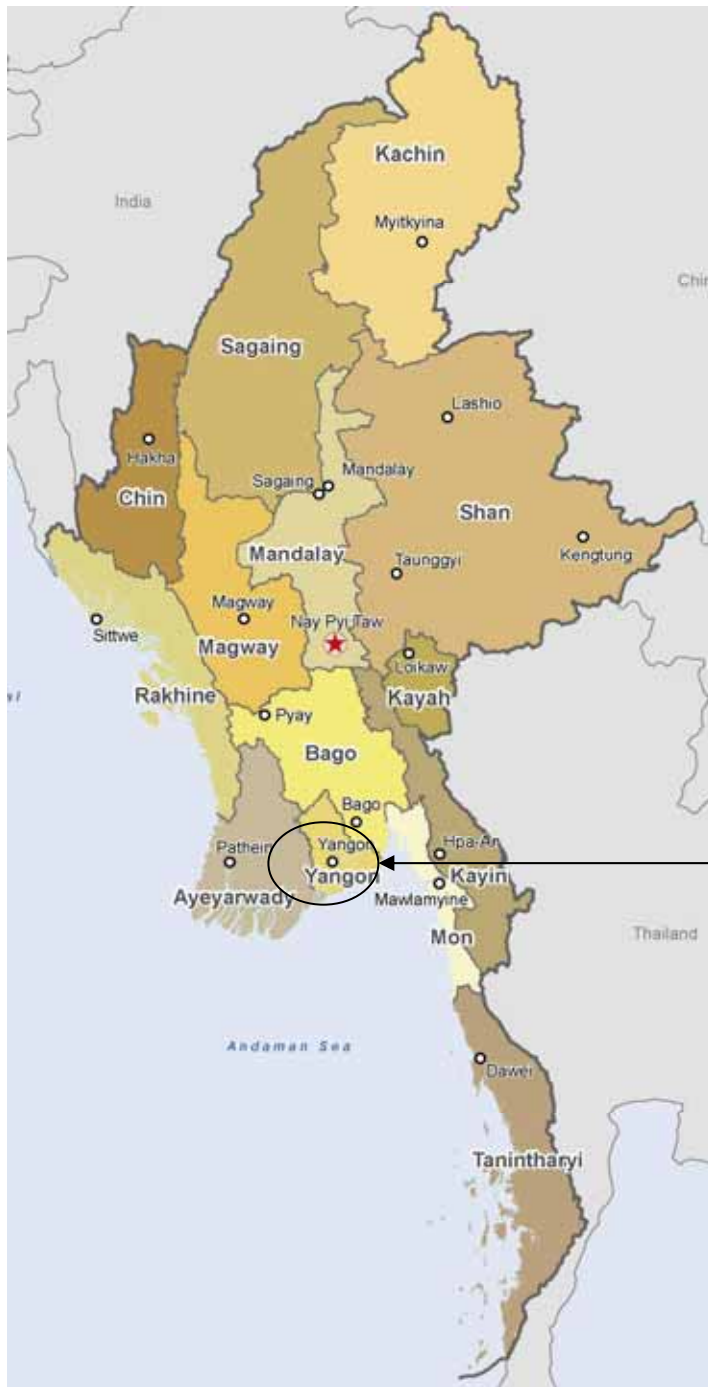 Kachin
India
Myitkyina
Sagaing
Lashio
Hakha
Sagaing
Mandalay
Chin
Shan
Mandalay
Kengtung
Taunggyi
Magway
Nay Pyi Taw
Sittwe
Magway
Loikaw
Rakhine
Kayah
Pyay
Bago
Bago
Yangon
Hpa-An
Pathein
Yangon
Kayin
Ayeyarwady
Mawlamyine
Mon
Thailand
Andaman Sea
Dawei
Tanintharyi